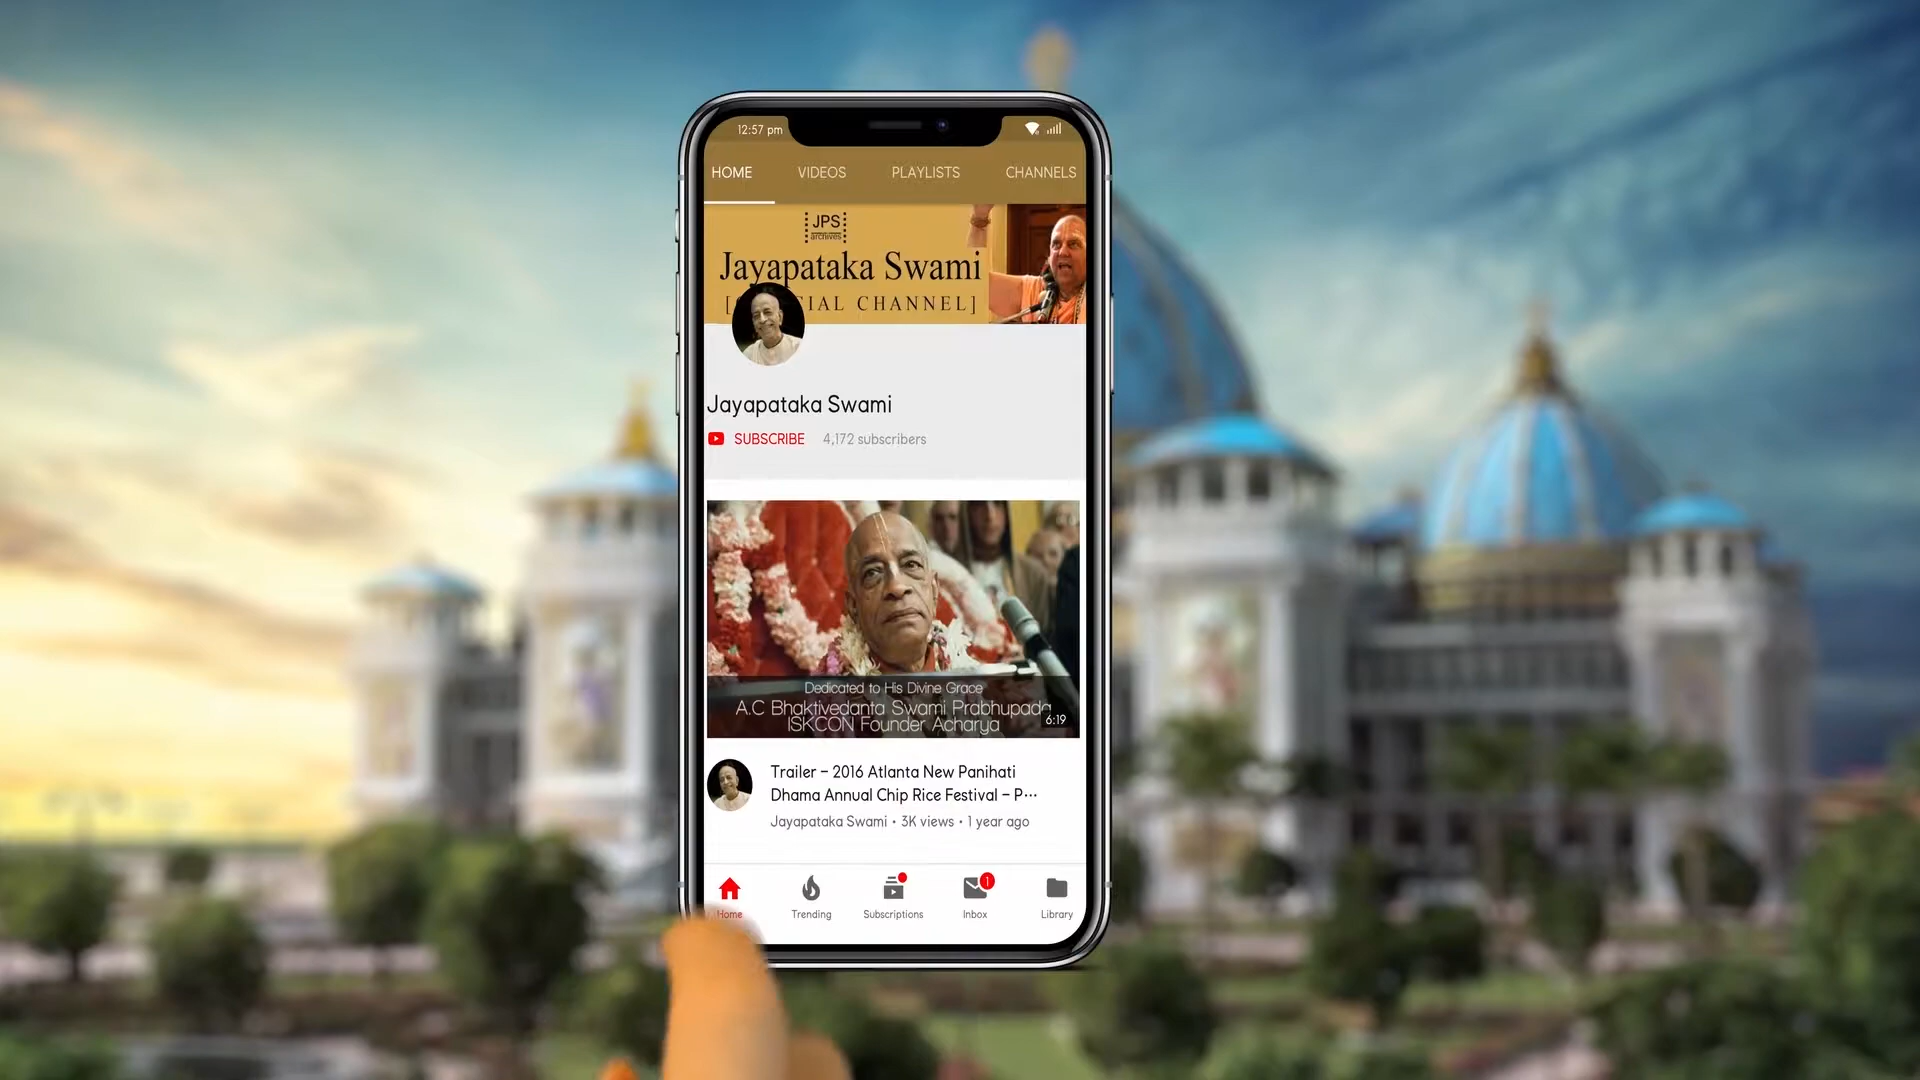 12:57 pm
HOME VIDEOS PLAYLISTS CHANNELS
JPS
archives
Jayapataka Swami
IAL CHANNEL]
Jayapataka Swami
SUBSCRIBE 4,172 subscribers
Dedicated to His Divine Grace
A.C Bhaktivedanta Swami Prabhupada
ISKCON Founder Acharya
6:19
Trailer – 2016 Atlanta New Panihati
Dhama Annual Chip Rice Festival – P...
Jayapataka Swami • 3K views • 1 year ago
1
Home Trending Subscriptions Inbox Library